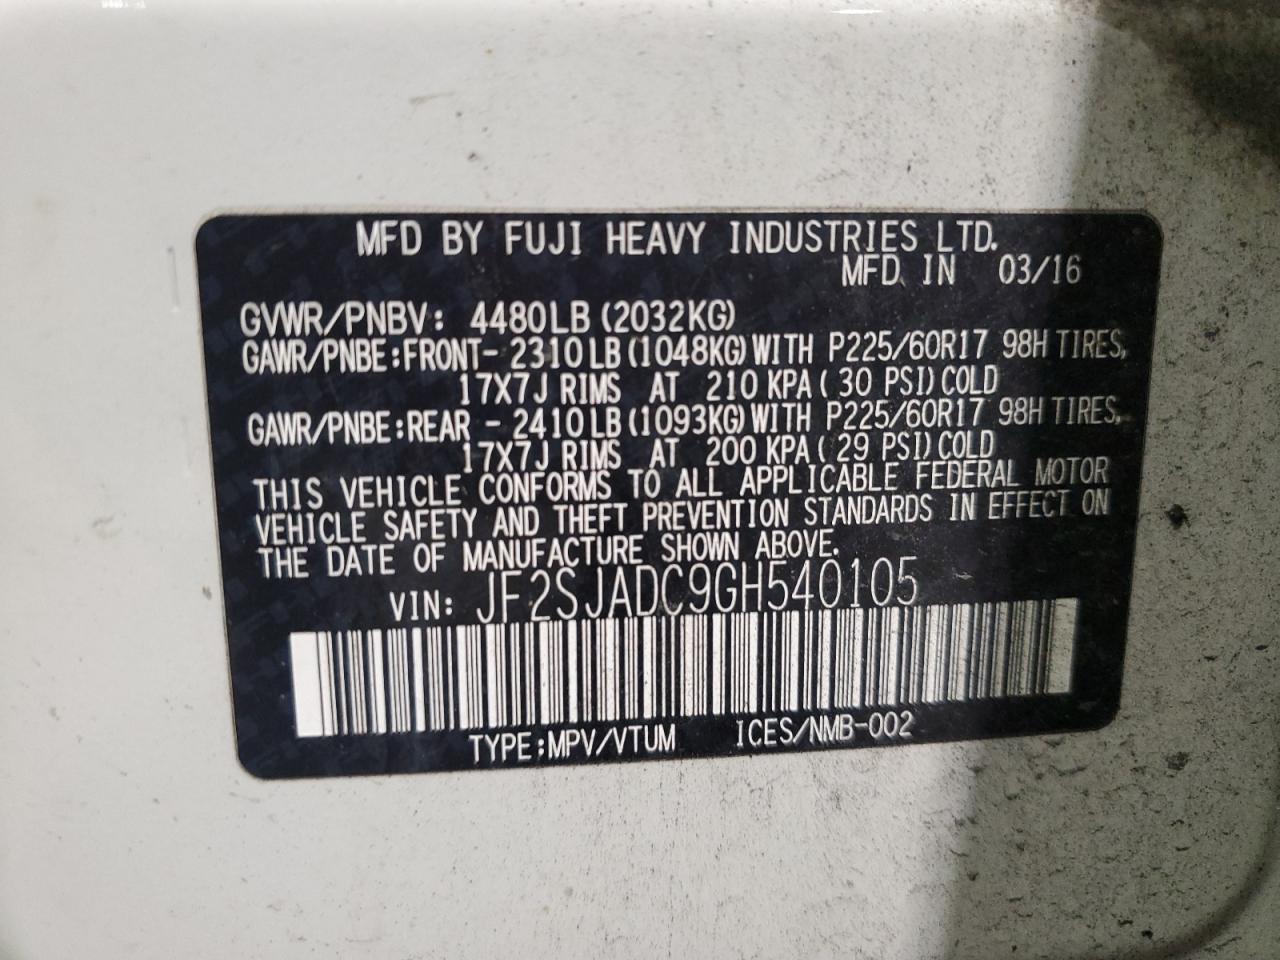 MFD BY FUJI HEAVY INDUSTRIES LTD.
MFD IN 03/16
GVWR/PNBV: 4480LB (2032KG)
GAWR/PNBE:FRONT- 2310LB (1048KG) WITH P225/60R17 98H TIRES,
17X7J RIMS AT 210 KPA ( 30 PSI) COLD
GAWR/PNBE:REAR - 2410LB (1093KG) WITH P225/60R17 98H TIRES,
17X7J RIMS AT 200 KPA ( 29 PSI) COLD
THIS VEHICLE CONFORMS TO ALL APPLICABLE FEDERAL MOTOR
VEHICLE SAFETY AND THEFT PREVENTION STANDARDS IN EFFECT ON
THE DATE OF MANUFACTURE SHOWN ABOVE.
VIN: JF2SJADC9GH540105
TYPE:MPV/VTUM ICES/NMB-002